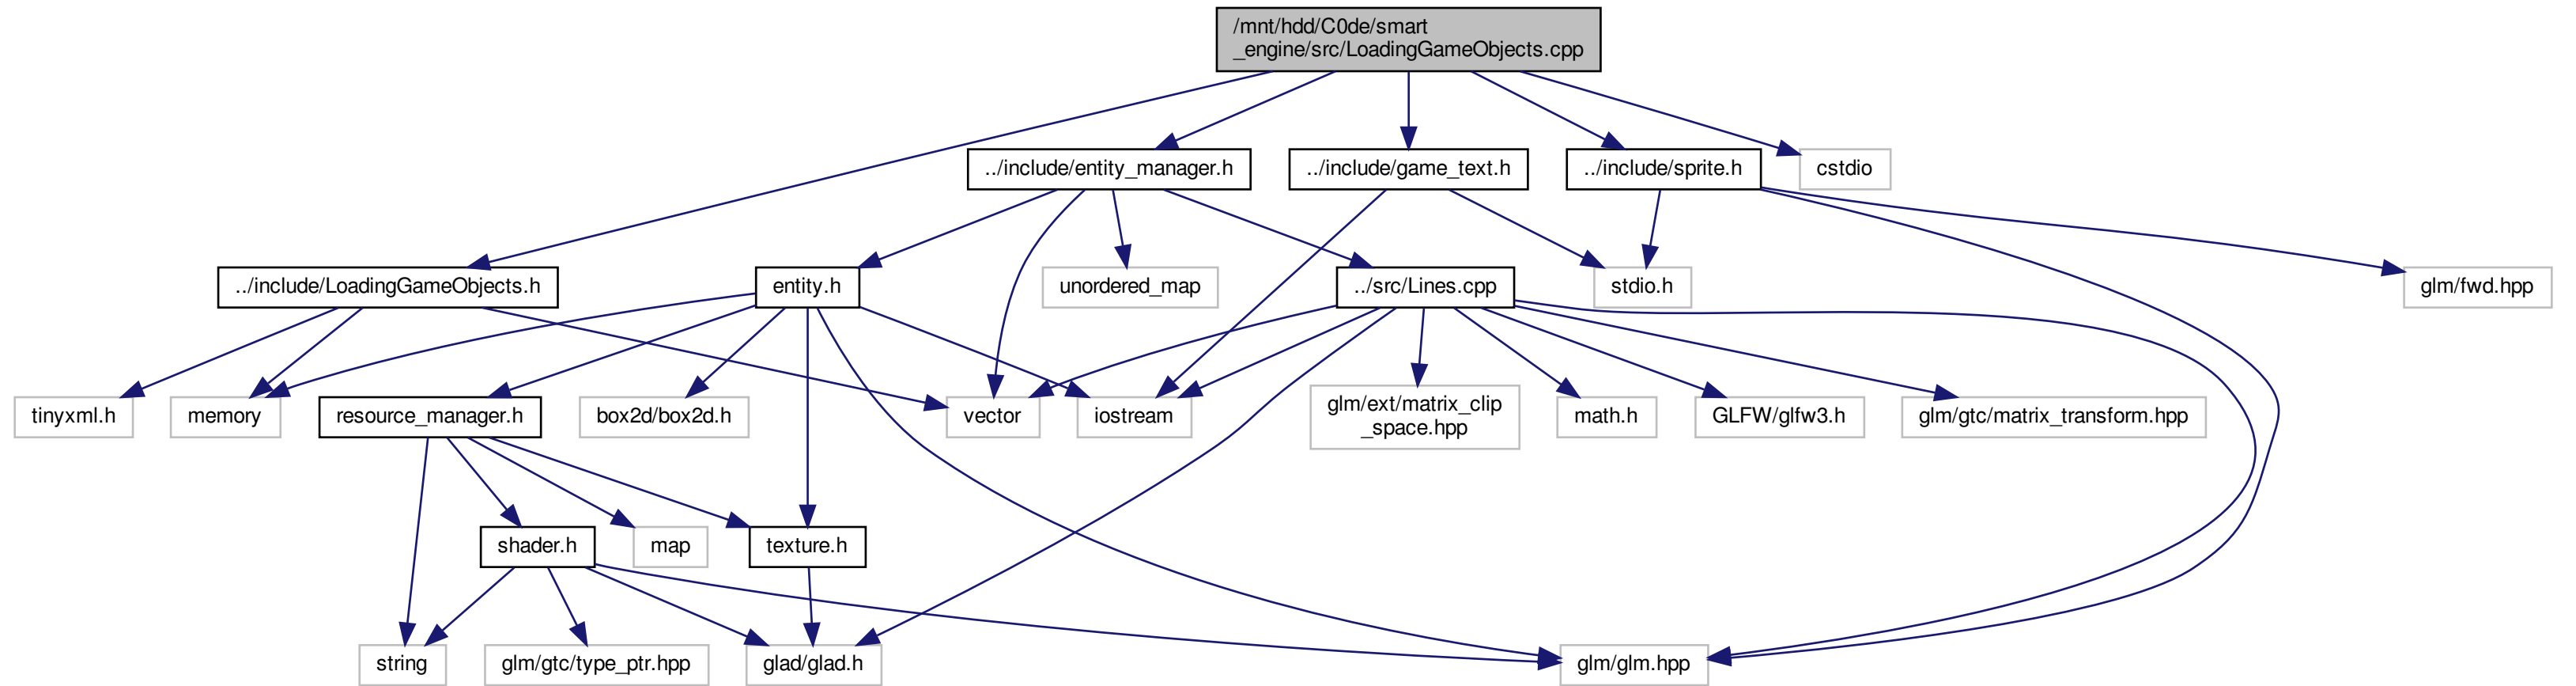 /mnt/hdd/C0de/smart
_engine/src/LoadingGameObjects.cpp
../include/entity_manager.h
../include/game_text.h
../include/sprite.h
cstdio
../include/LoadingGameObjects.h
entity.h
unordered_map
../src/Lines.cpp
stdio.h
glm/fwd.hpp
tinyxml.h
memory
resource_manager.h
box2d/box2d.h
vector
iostream
glm/ext/matrix_clip
_space.hpp
math.h
GLFW/glfw3.h
glm/gtc/matrix_transform.hpp
shader.h
map
texture.h
string
glm/gtc/type_ptr.hpp
glad/glad.h
glm/glm.hpp